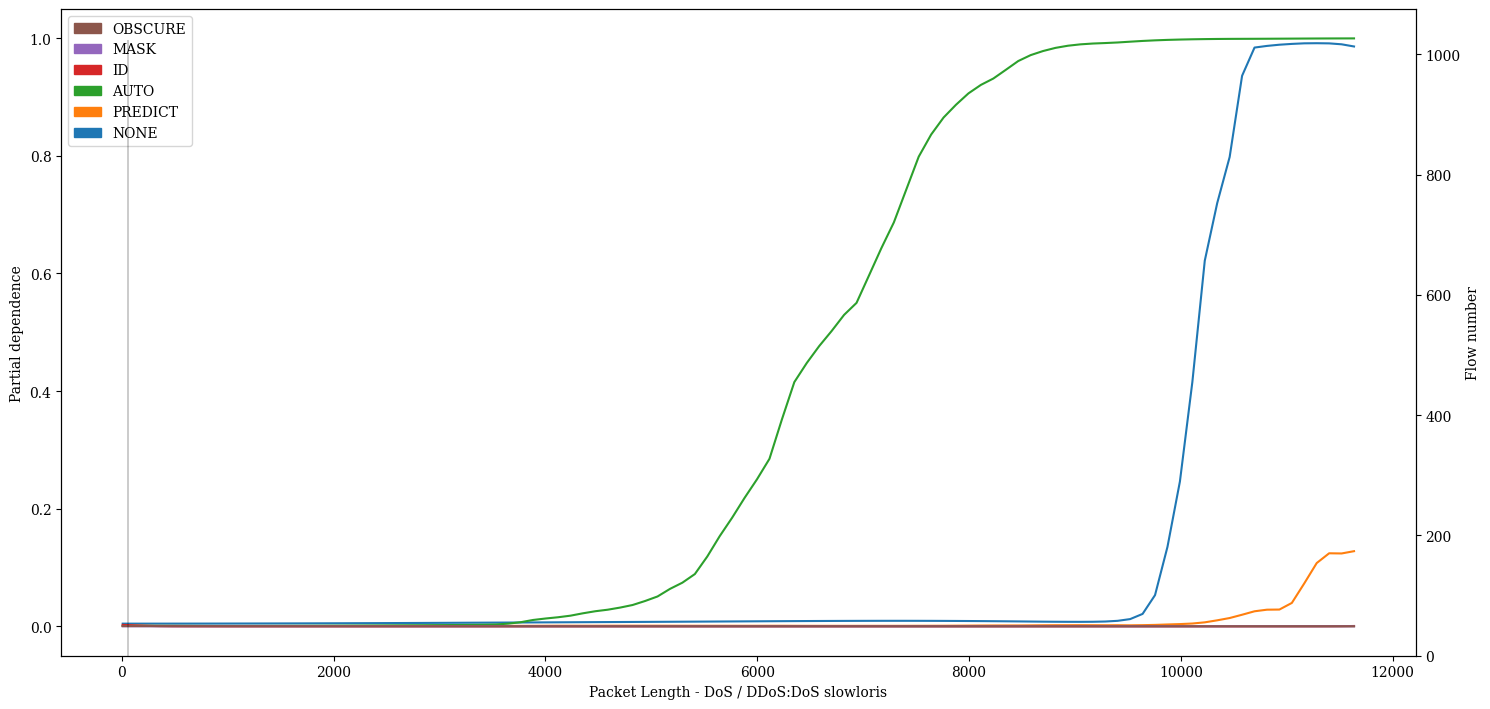 OBSCURE
MASK
ID
AUTO
PREDICT
NONE
1.0
0.8
0.6
0.4
0.2
0.0
Partial dependence
1000
800
600
400
200
0
Flow number
0 2000 4000 6000 8000 10000 12000
Packet Length - DoS / DDoS:DoS slowloris